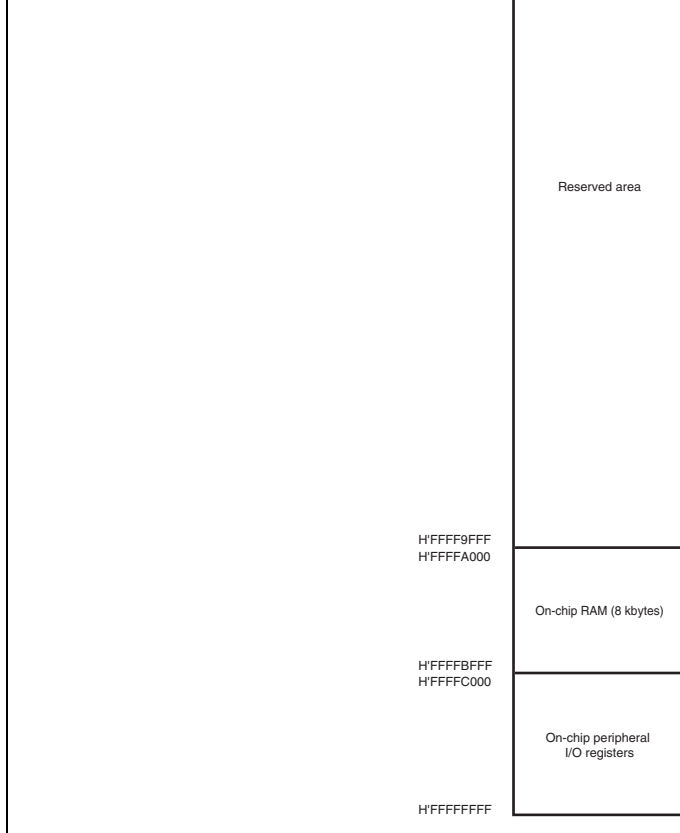 Reserved area
H'FFFF9FFF
H'FFFFA000
On-chip RAM (8 kbytes)
H'FFFFBFFF
H'FFFFC000
On-chip peripheral
I/O registers
H'FFFFFFFF